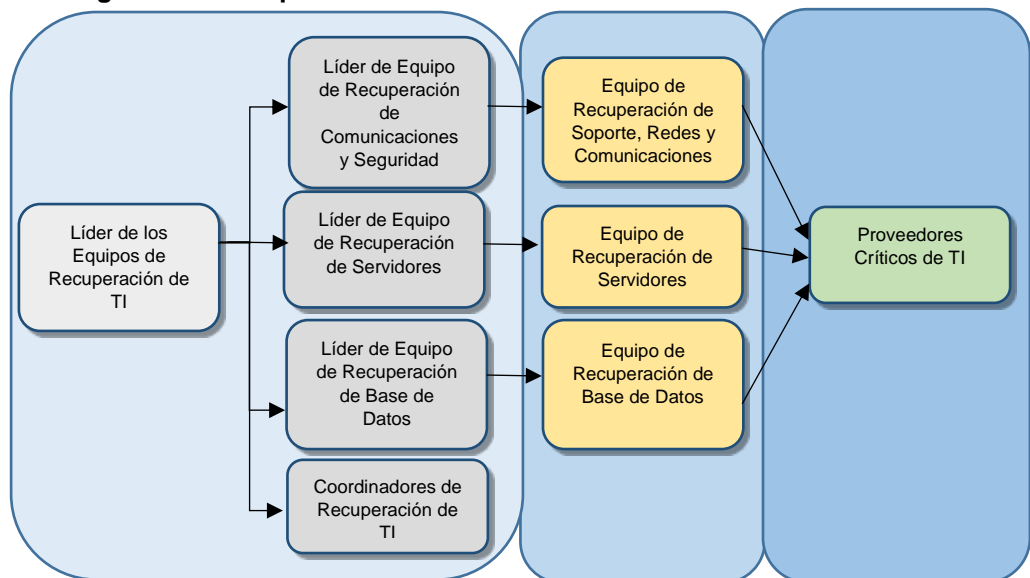 Líder de los
Equipos de
Recuperación de
TI
Líder de Equipo
de Recuperación
de
Comunicaciones
y Seguridad
Líder de Equipo
de Recuperación
de Servidores
Líder de Equipo
de Recuperación
de Base de
Datos
Coordinadores de
Recuperación de
TI
Equipo de
Recuperación de
Soporte, Redes y
Comunicaciones
Equipo de
Recuperación de
Servidores
Equipo de
Recuperación de
Base de Datos
Proveedores
Críticos de TI